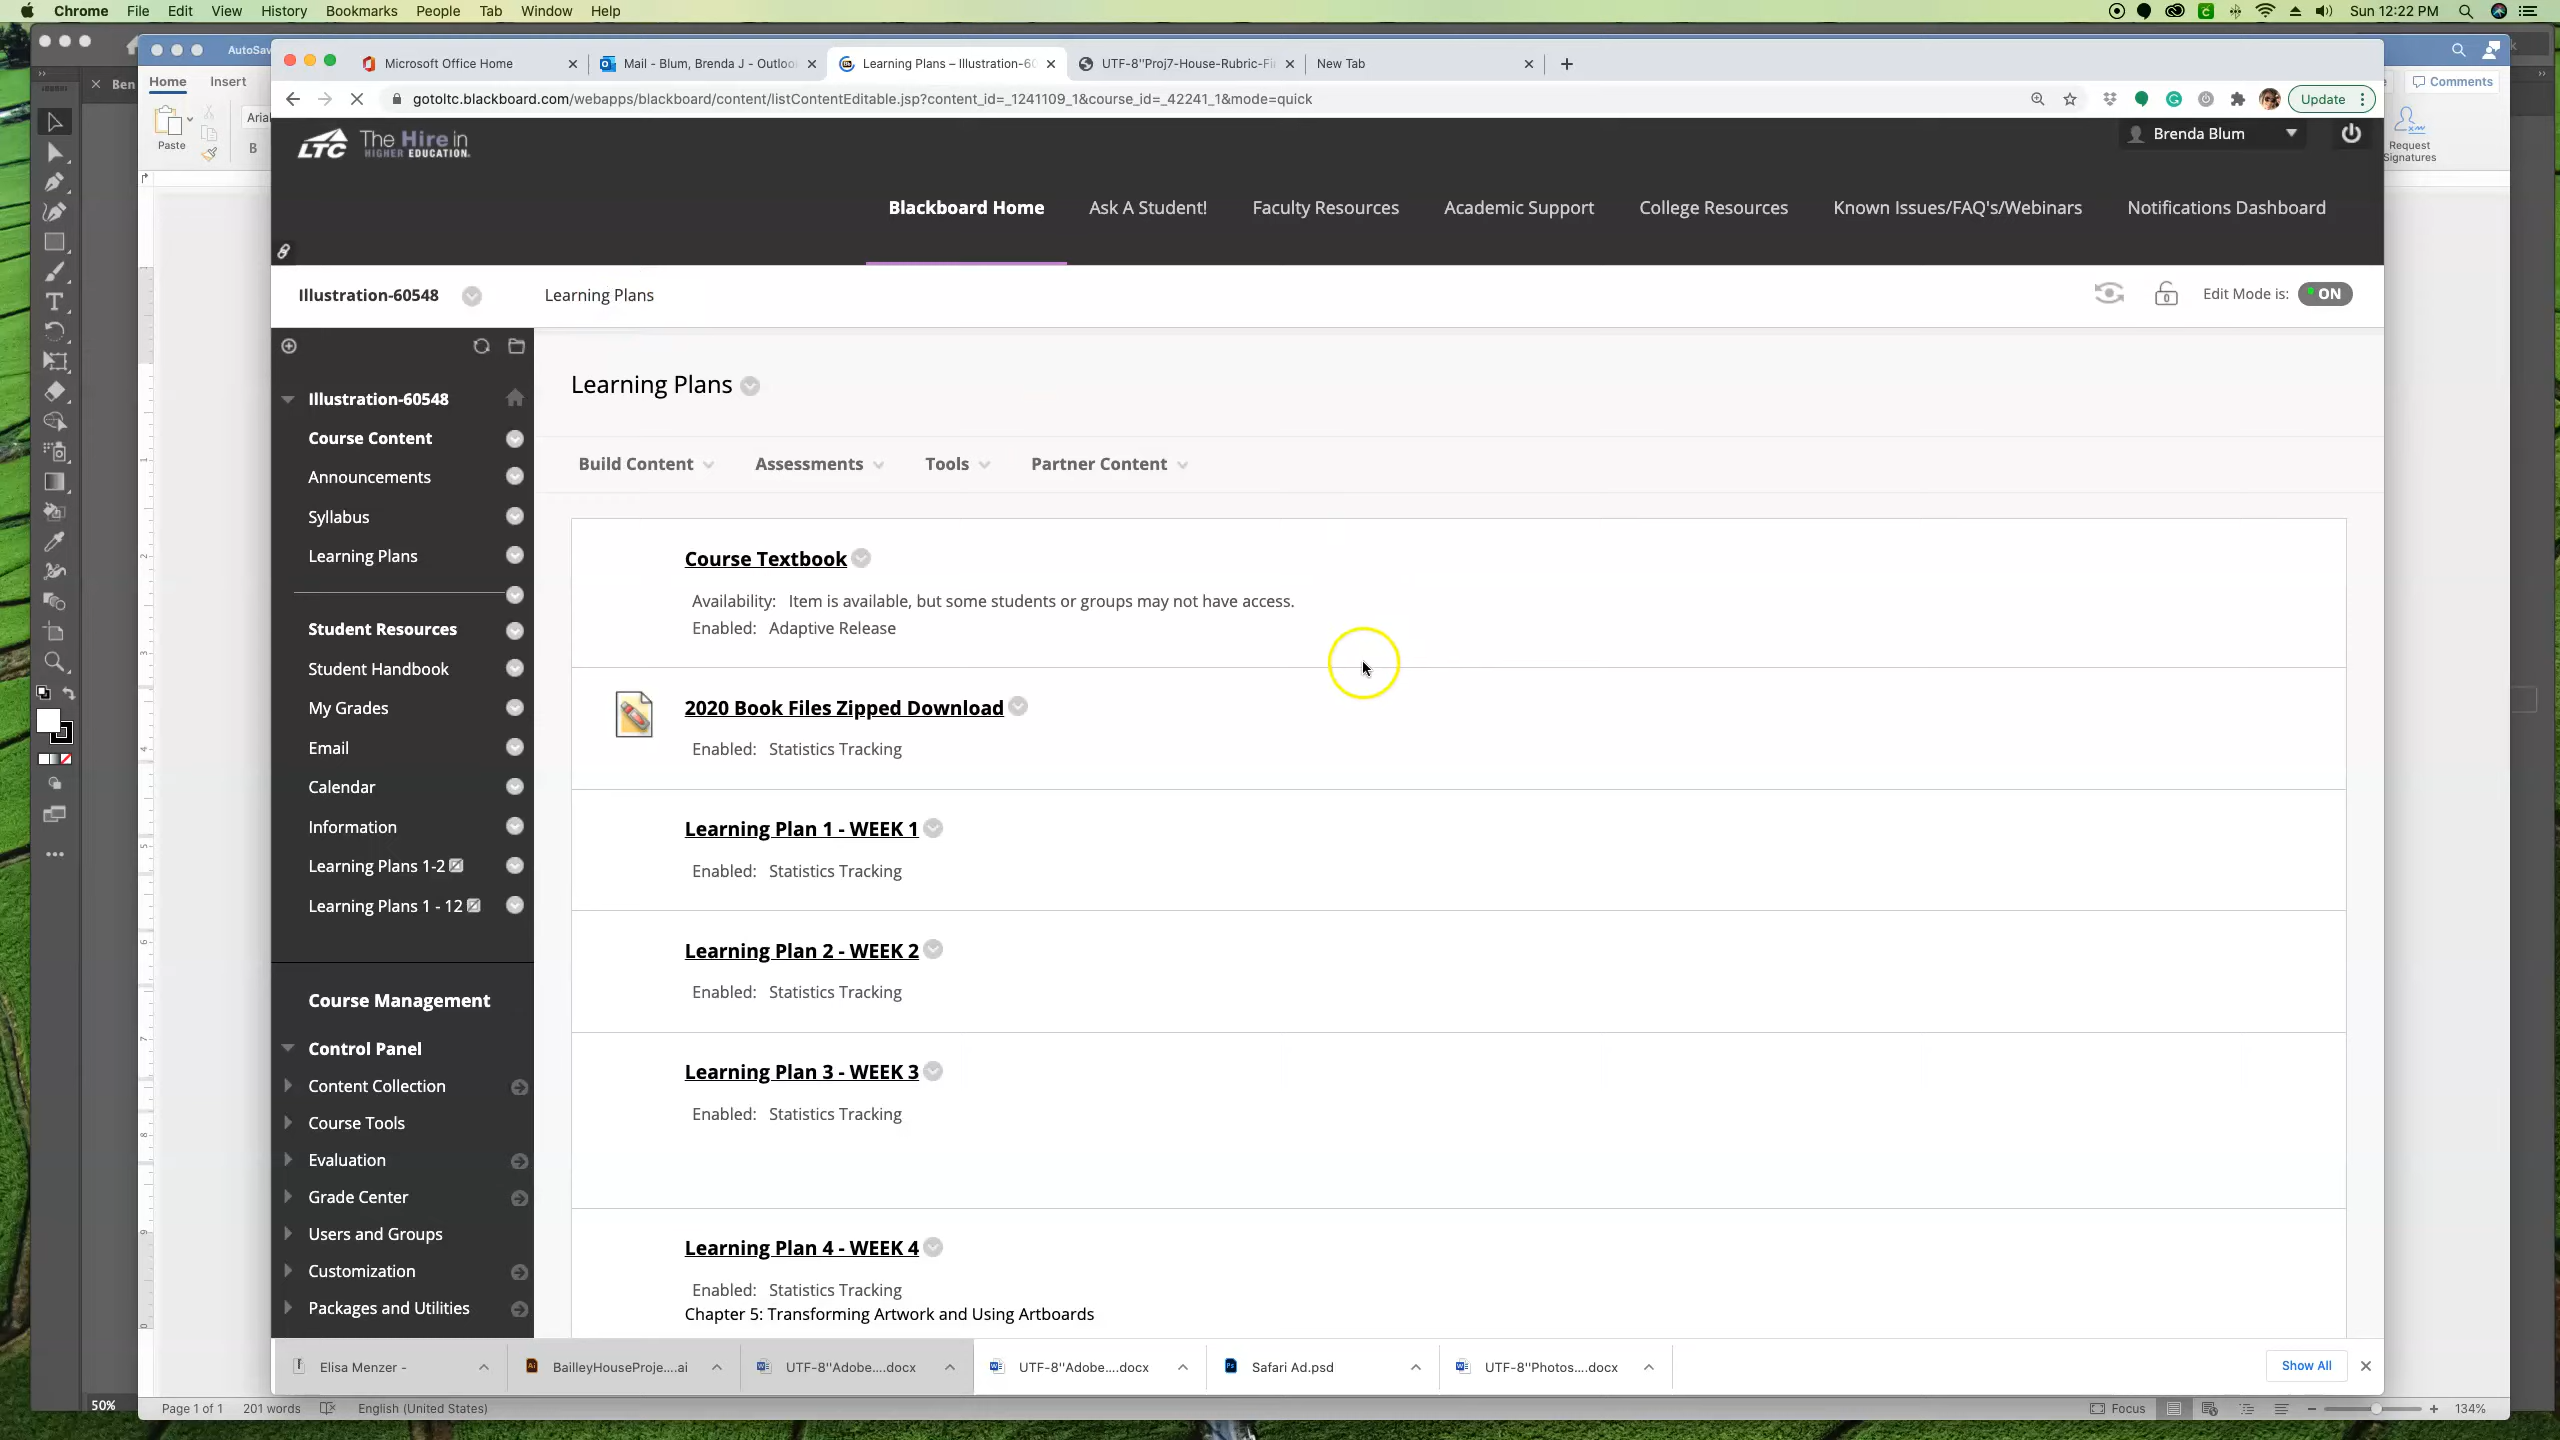 Chrome File Edit View History Bookmarks People Tab Window Help Sun 12:22 PM
AutoSav
Microsoft Office Home Mail - Blum, Brenda J - Outloo Learning Plans – Illustration-60 UTF-8''Proj7-House-Rubric-Fi New Tab
Ben Home Insert Comments
gotoltc.blackboard.com/webapps/blackboard/content/listContentEditable.jsp?content_id=_1241109_1&course_id=_42241_1&mode=quick Update
Arial
Paste B
Request Signatures
LTC The Hire in
HIGHER EDUCATION.
Brenda Blum
Blackboard Home Ask A Student! Faculty Resources Academic Support College Resources Known Issues/FAQ's/Webinars Notifications Dashboard
Illustration-60548 Learning Plans Edit Mode is: ON
Illustration-60548
Course Content
Announcements
Syllabus
Learning Plans
Student Resources
Student Handbook
My Grades
Email
Calendar
Information
Learning Plans 1-2
Learning Plans 1 - 12
Course Management
Control Panel
Content Collection
Course Tools
Evaluation
Grade Center
Users and Groups
Customization
Packages and Utilities
Learning Plans
Build Content Assessments Tools Partner Content
Course Textbook
Availability: Item is available, but some students or groups may not have access.
Enabled: Adaptive Release
2020 Book Files Zipped Download
Enabled: Statistics Tracking
Learning Plan 1 - WEEK 1
Enabled: Statistics Tracking
Learning Plan 2 - WEEK 2
Enabled: Statistics Tracking
Learning Plan 3 - WEEK 3
Enabled: Statistics Tracking
Learning Plan 4 - WEEK 4
Enabled: Statistics Tracking
Chapter 5: Transforming Artwork and Using Artboards
Elisa Menzer - BailleyHouseProje....ai UTF-8''Adobe....docx UTF-8''Adobe....docx Safari Ad.psd UTF-8''Photos....docx Show All
50% Page 1 of 1 201 words English (United States) Focus 134%